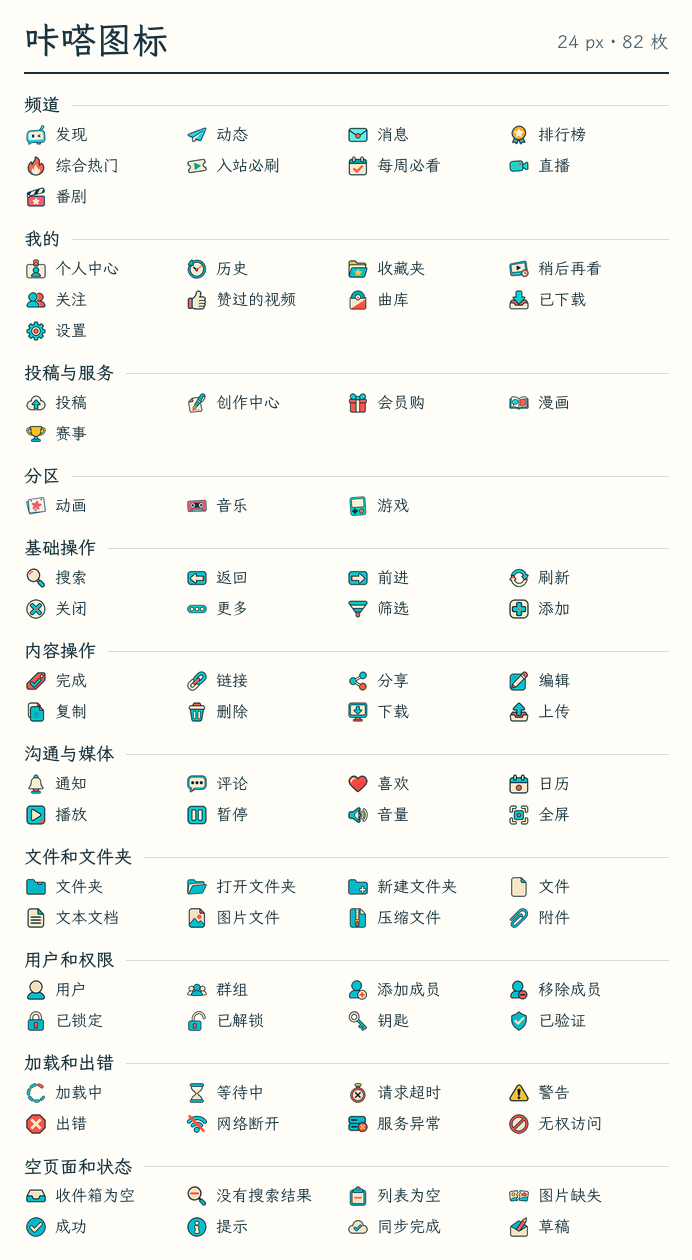 咔嗒图标
24 px · 82 枚
频道
发现 动态 消息 排行榜
综合热门 入站必刷 每周必看 直播
番剧
我的
个人中心 历史 收藏夹 稍后再看
关注 赞过的视频 曲库 已下载
设置
投稿与服务
投稿 创作中心 会员购 漫画
赛事
分区
动画 音乐 游戏
基础操作
搜索 返回 前进 刷新
关闭 更多 筛选 添加
内容操作
完成 链接 分享 编辑
复制 删除 下载 上传
沟通与媒体
通知 评论 喜欢 日历
播放 暂停 音量 全屏
文件和文件夹
文件夹 打开文件夹 新建文件夹 文件
文本文档 图片文件 压缩文件 附件
用户和权限
用户 群组 添加成员 移除成员
已锁定 已解锁 钥匙 已验证
加载和出错
加载中 等待中 请求超时 警告
出错 网络断开 服务异常 无权访问
空页面和状态
收件箱为空 没有搜索结果 列表为空 图片缺失
成功 提示 同步完成 草稿